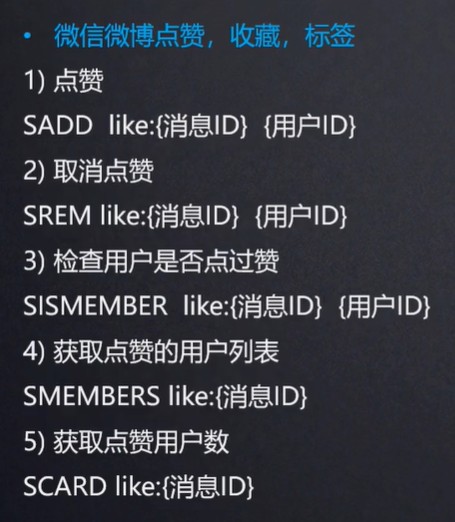 • 微信微博点赞，收藏，标签
1) 点赞
SADD like:{消息ID} {用户ID}
2) 取消点赞
SREM like:{消息ID} {用户ID}
3) 检查用户是否点过赞
SISMEMBER like:{消息ID} {用户ID}
4) 获取点赞的用户列表
SMEMBERS like:{消息ID}
5) 获取点赞用户数
SCARD like:{消息ID}